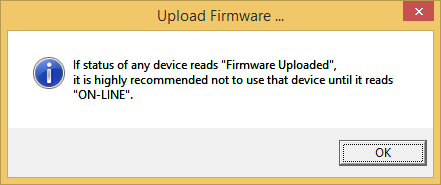 Upload Firmware ...
If status of any device reads "Firmware Uploaded",
it is highly recommended not to use that device until it reads
"ON-LINE".
OK